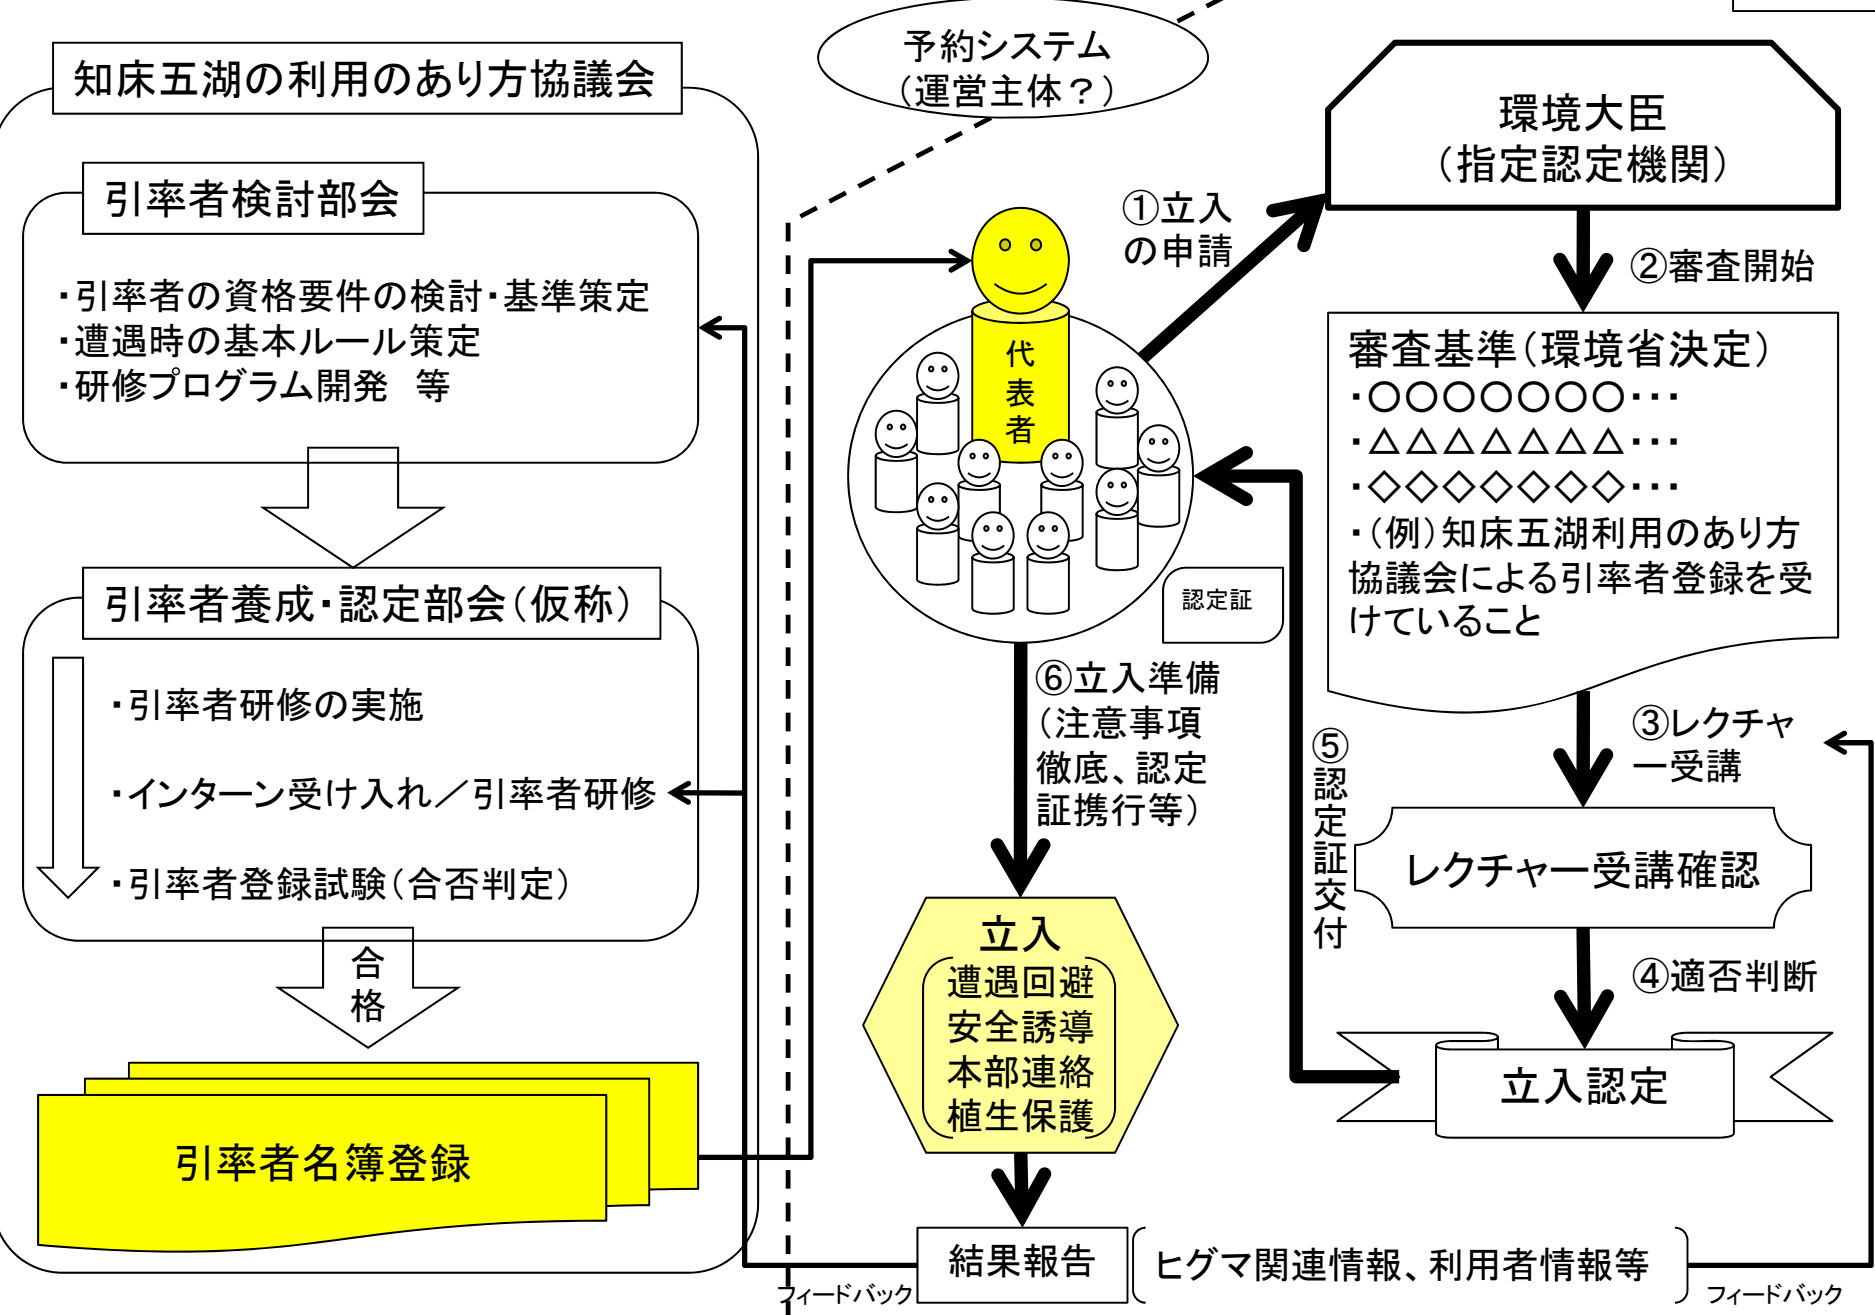 知床五湖の利用のあり方協議会
引率者検討部会
・引率者の資格要件の検討・基準策定
・遭遇時の基本ルール策定
・研修プログラム開発　等
引率者養成・認定部会（仮称）
・引率者研修の実施
・インターン受け入れ／引率者研修
・引率者登録試験（合否判定）
合
格
引率者名簿登録
予約システム
（運営主体？）
代
表
者
認定証
①立入
の申請
環境大臣
（指定認定機関）
②審査開始
審査基準（環境省決定）
・○○○○○○○・・・
・△△△△△△△・・・
・◇◇◇◇◇◇◇・・・
・（例）知床五湖利用のあり方
協議会による引率者登録を受
けていること
③レクチャ
ー受講
レクチャー受講確認
④適否判断
立入認定
⑤
認
定
証
交
付
⑥立入準備
（注意事項
徹底、認定
証携行等）
立入
遭遇回避
安全誘導
本部連絡
植生保護
結果報告
ヒグマ関連情報、利用者情報等
フィードバック
フィードバック